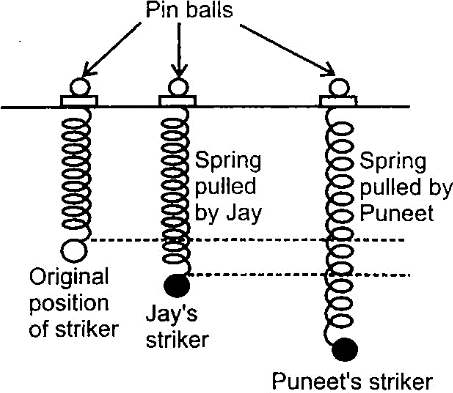 Pin balls
Spring
pulled
by Jay
Spring
pulled by
Puneet
Original
position
of striker
Jay's
striker
Puneet's striker